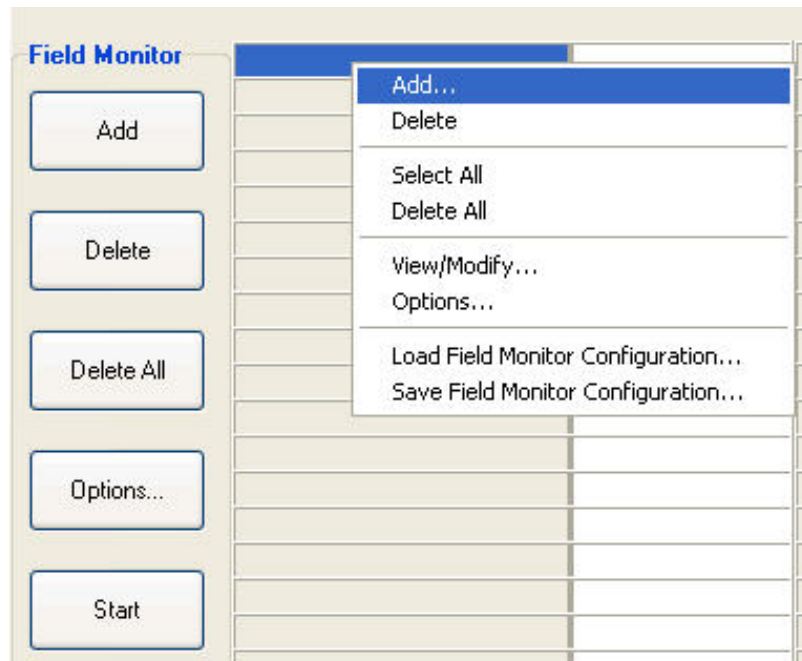 Field Monitor
Add
Delete
Delete All
Options...
Start
Add...
Delete
Select All
Delete All
View/Modify...
Options...
Load Field Monitor Configuration...
Save Field Monitor Configuration...